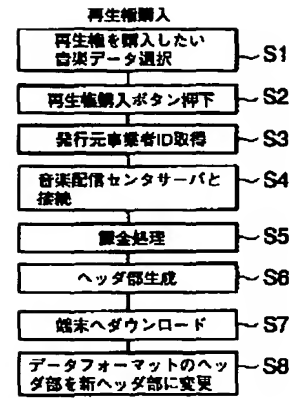 再生権購入
再生権を購入したい
音楽データ選択
S1
再生権購入ボタン押下
S2
発行元事業者ID取得
S3
音楽配信センタサーバと
接続
S4
課金処理
S5
ヘッダ部生成
S6
端末へダウンロード
S7
データフォーマットのヘッ
ダ部を新ヘッダ部に変更
S8